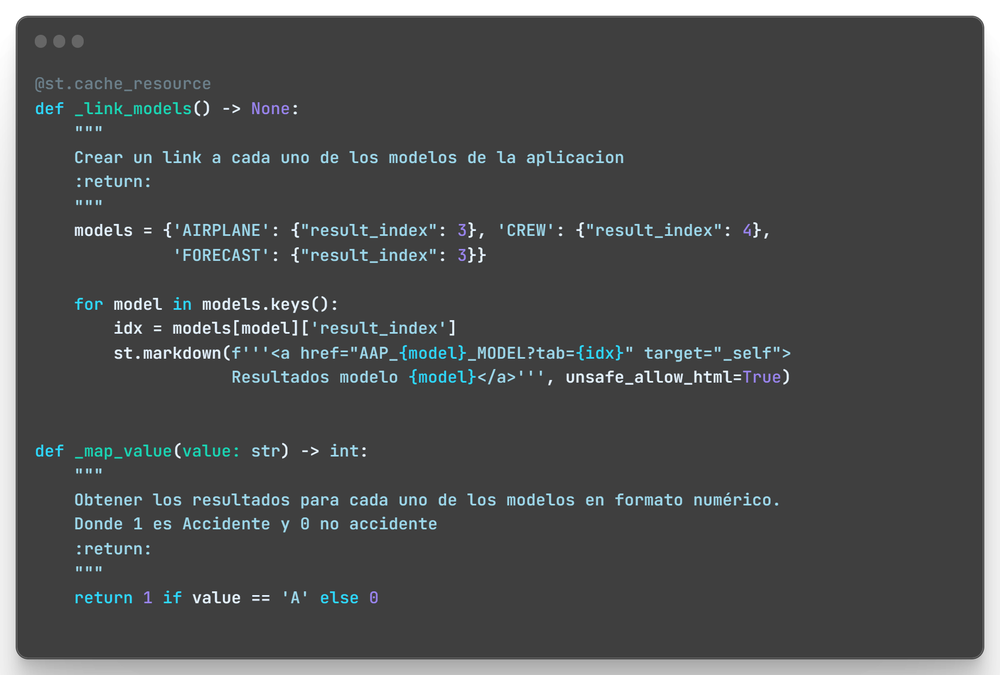 @st.cache_resource
def _link_models() -> None:
    """
    Crear un link a cada uno de los modelos de la aplicacion
    :return:
    """
    models = {'AIRPLANE': {"result_index": 3}, 'CREW': {"result_index": 4},
              'FORECAST': {"result_index": 3}}

    for model in models.keys():
        idx = models[model]['result_index']
        st.markdown(f'''<a href="AAP_{model}_MODEL?tab={idx}" target="_self">
                    Resultados modelo {model}</a>''', unsafe_allow_html=True)


def _map_value(value: str) -> int:
    """
    Obtener los resultados para cada uno de los modelos en formato numérico.
    Donde 1 es Accidente y 0 no accidente
    :return:
    """
    return 1 if value == 'A' else 0